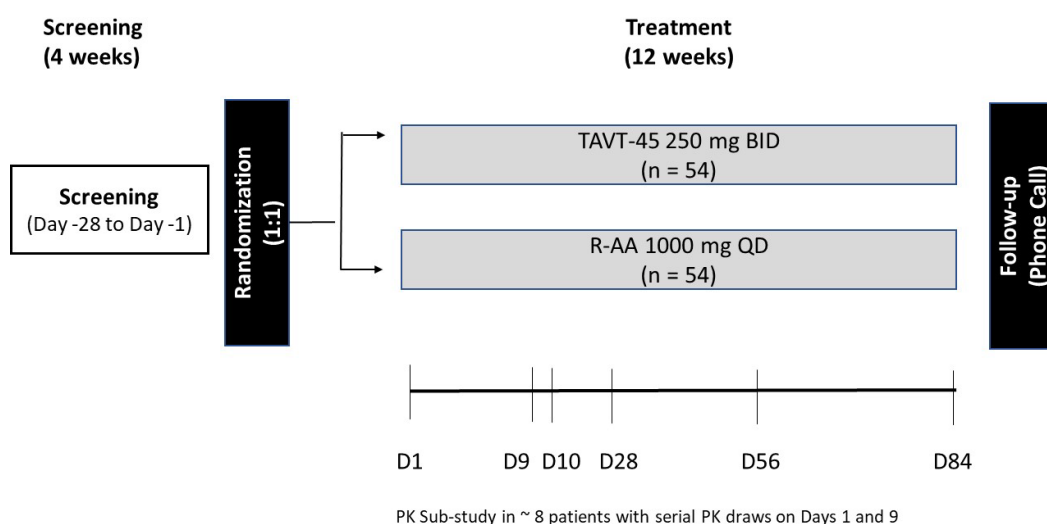 Screening
(4 weeks)
Treatment
(12 weeks)
Screening
(Day -28 to Day -1)
Randomization
(1:1)
TAVT-45 250 mg BID
(n = 54)
R-AA 1000 mg QD
(n = 54)
Follow-up
(Phone Call)
D1 D9 D10 D28 D56 D84
PK Sub-study in ~ 8 patients with serial PK draws on Days 1 and 9